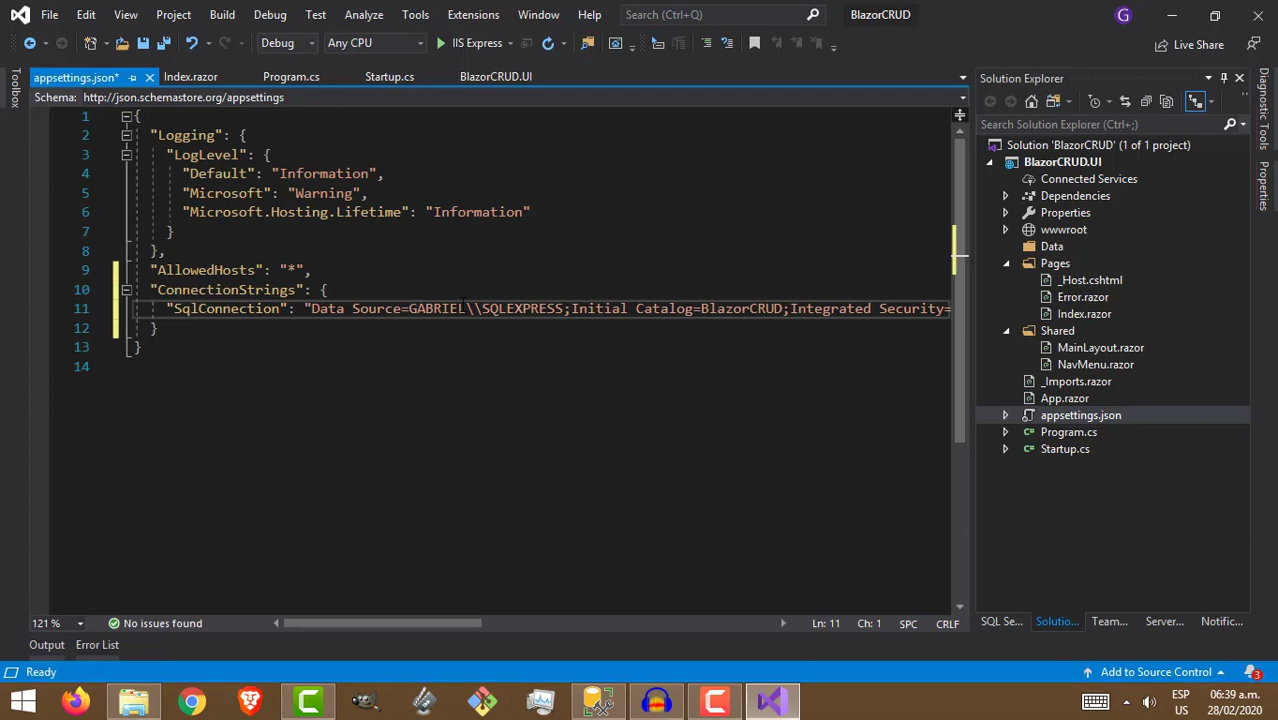 File Edit View Project Build Debug Test Analyze Tools Extensions Window Help Search (Ctrl+Q) BlazorCRUD G
Debug Any CPU IIS Express Live Share
Toolbox
appsettings.json* Index.razor Program.cs Startup.cs BlazorCRUD.UI
Schema: http://json.schemastore.org/appsettings
1 {
2 "Logging": {
3 "LogLevel": {
4 "Default": "Information",
5 "Microsoft": "Warning",
6 "Microsoft.Hosting.Lifetime": "Information"
7 }
8 },
9 "AllowedHosts": "*",
10 "ConnectionStrings": {
11 "SqlConnection": "Data Source=GABRIEL\\SQLEXPRESS;Initial Catalog=BlazorCRUD;Integrated Security=
12 }
13 }
14
121 % No issues found Ln: 11 Ch: 1 SPC CRLF
Output Error List
Solution Explorer
Search Solution Explorer (Ctrl+;)
Solution 'BlazorCRUD' (1 of 1 project)
BlazorCRUD.UI
Connected Services
Dependencies
Properties
wwwroot
Data
Pages
_Host.cshtml
Error.razor
Index.razor
Shared
MainLayout.razor
NavMenu.razor
_Imports.razor
App.razor
appsettings.json
C# Program.cs
C# Startup.cs
SQL Se... Solutio... Team... Server... Notific...
Diagnostic Tools
Properties
Ready Add to Source Control 3
ESP 06:39 a.m.
US 28/02/2020